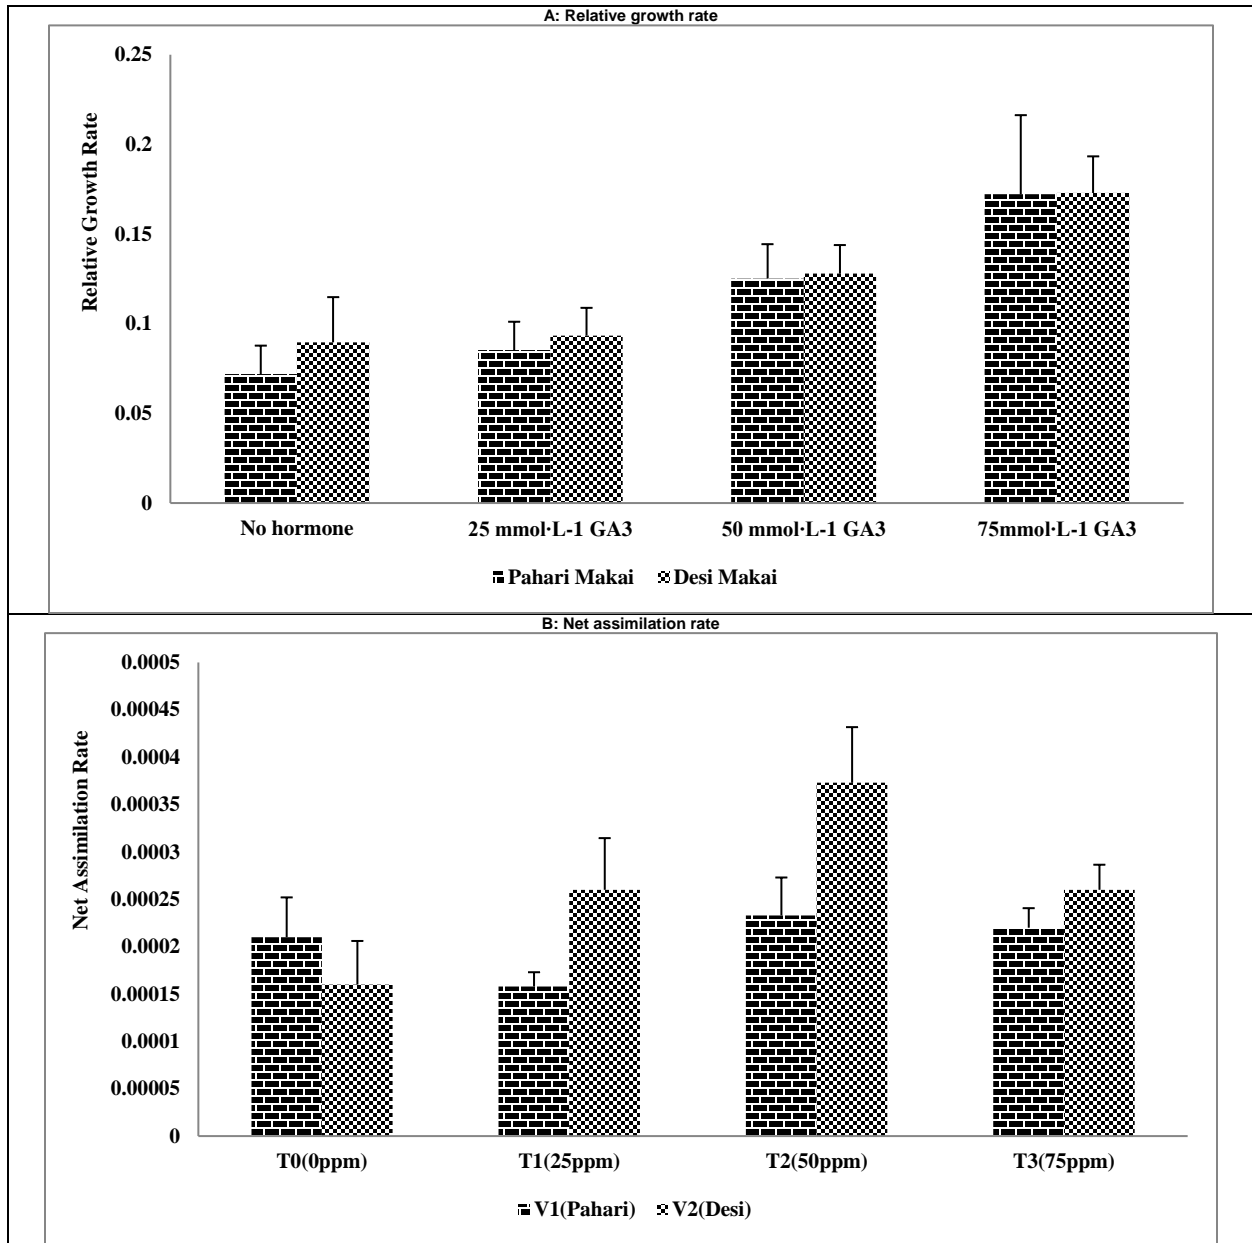 A: Relative growth rate
0.25
0.2
0.15
0.1
0.05
0
Relative Growth Rate
No hormone 25 mmol·L-1 GA3 50 mmol·L-1 GA3 75mmol·L-1 GA3
Pahari Makai Desi Makai
B: Net assimilation rate
0.0005
0.00045
0.0004
0.00035
0.0003
0.00025
0.0002
0.00015
0.0001
0.00005
0
Net Assimilation Rate
T0(0ppm) T1(25ppm) T2(50ppm) T3(75ppm)
V1(Pahari) V2(Desi)